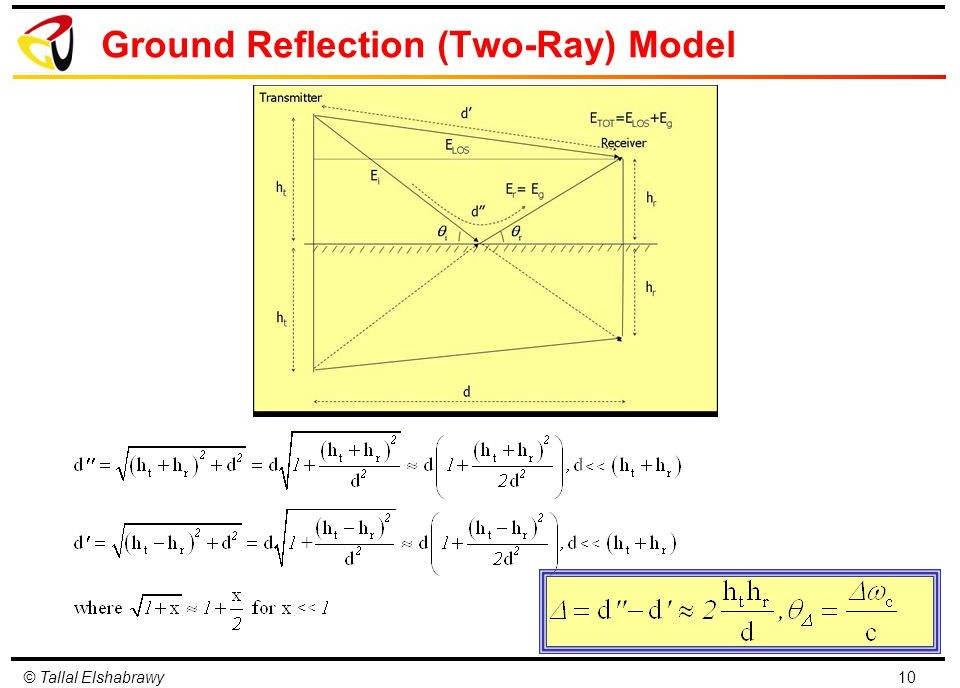 Ground Reflection (Two-Ray) Model
Transmitter
d′
E_TOT=E_LOS+E_g
E_LOS
Receiver
E_i
h_t
E_r= E_g
h_r
d″
θ_i
θ_r
h_t
h_r
d
d″ = √((h_t + h_r)² + d²) = d√(1 + (h_t + h_r)²/d²) ≈ d(1 + (h_t + h_r)²/2d²), d << (h_t + h_r)
d′ = √((h_t − h_r)² + d²) = d√(1 + (h_t − h_r)²/d²) ≈ d(1 + (h_t − h_r)²/2d²), d << (h_t + h_r)
where √(1+x) ≈ 1 + x/2 for x << 1
Δ = d″ − d′ ≈ 2 h_t h_r/d , θ_Δ = Δω_c/c
© Tallal Elshabrawy
10